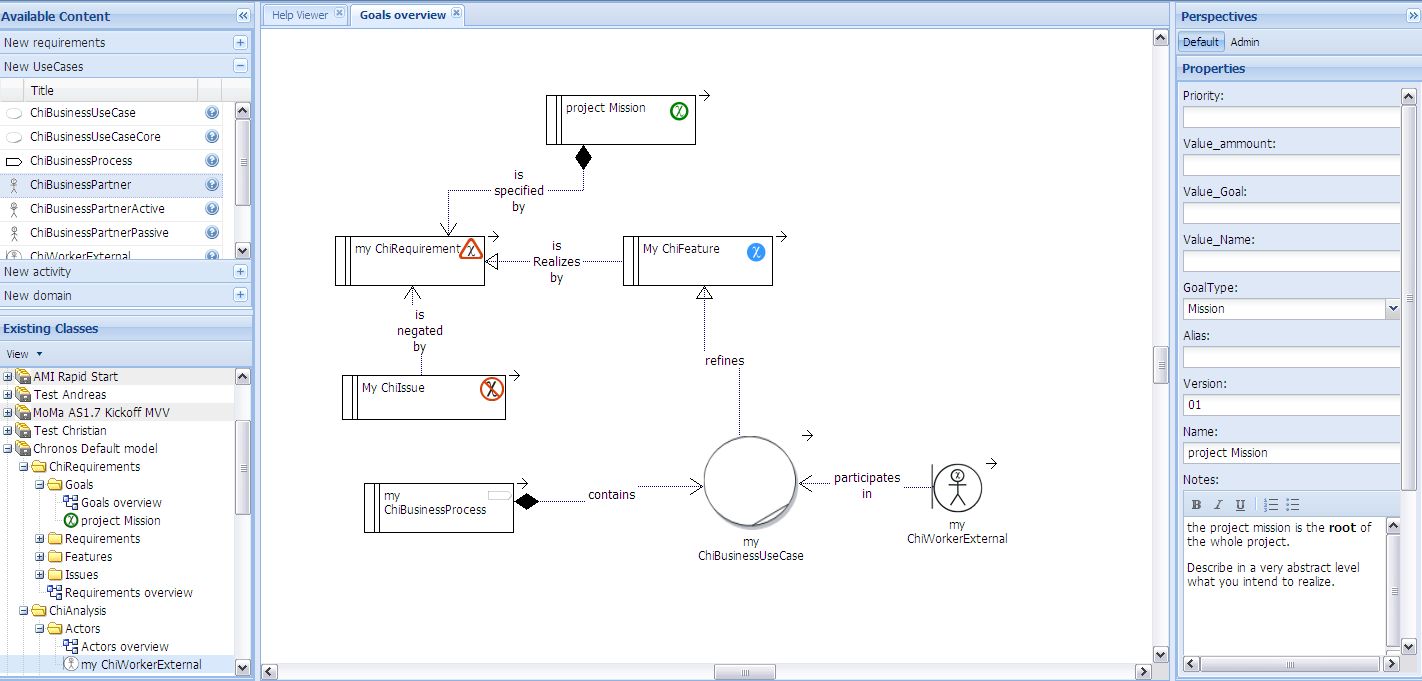 Available Content
New requirements
New UseCases
Title
ChiBusinessUseCase
ChiBusinessUseCaseCore
ChiBusinessProcess
ChiBusinessPartner
ChiBusinessPartnerActive
ChiBusinessPartnerPassive
ChiWorkerExternal
New activity
New domain
Existing Classes
View
AMI Rapid Start
Test Andreas
MoMa AS1.7 Kickoff MVV
Test Christian
Chronos Default model
ChiRequirements
Goals
Goals overview
project Mission
Requirements
Features
Issues
Requirements overview
ChiAnalysis
Actors
Actors overview
my ChiWorkerExternal
Help Viewer
Goals overview
project Mission
is
specified
by
my ChiRequirement
is
Realizes
by
My ChiFeature
is
negated
by
refines
My ChiIssue
my
ChiBusinessProcess
contains
participates
in
my
ChiBusinessUseCase
my
ChiWorkerExternal
Perspectives
Default Admin
Properties
Priority:
Value_ammount:
Value_Goal:
Value_Name:
GoalType:
Mission
Alias:
Version:
01
Name:
project Mission
Notes:
B I U
the project mission is the root of
the whole project.
Describe in a very abstract level
what you intend to realize.